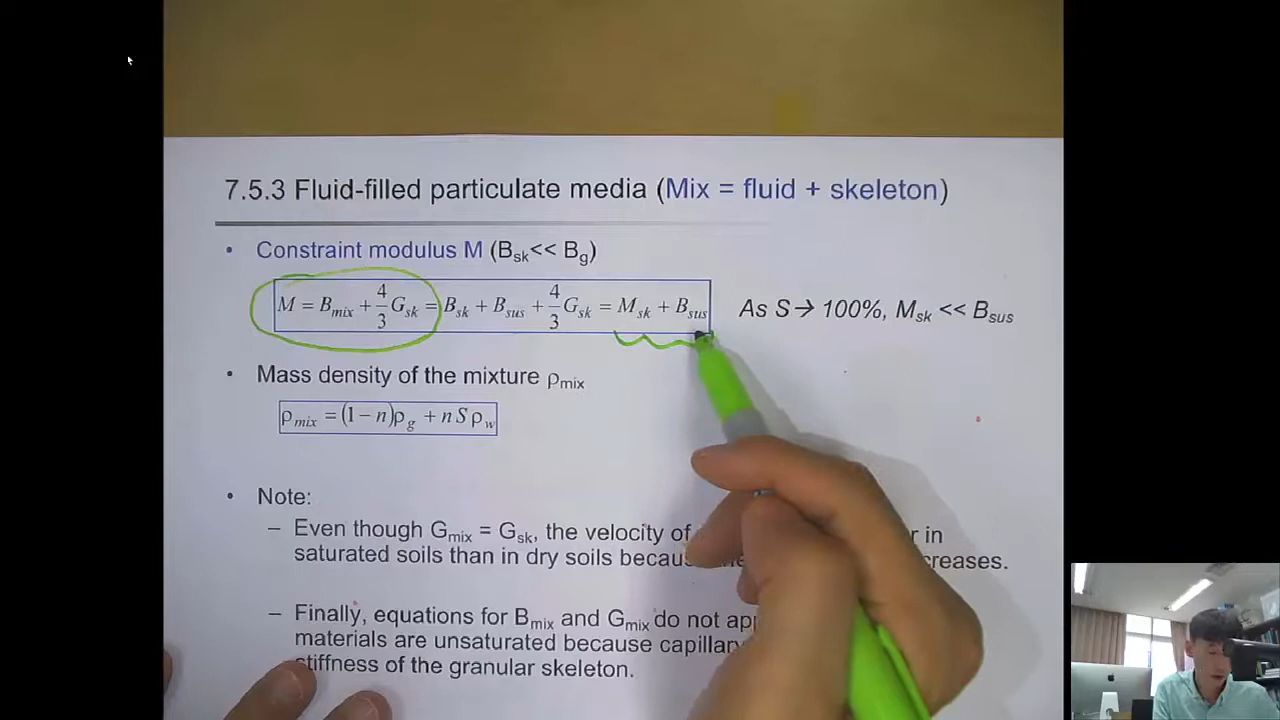 7.5.3 Fluid-filled particulate media (Mix = fluid + skeleton)
• Constraint modulus M (B_sk<< B_g)
M = B_mix + 4/3 G_sk = B_sk + B_sus + 4/3 G_sk = M_sk + B_sus As S→ 100%, M_sk << B_sus
• Mass density of the mixture ρ_mix
ρ_mix = (1 − n)ρ_g + n S ρ_w
• Note:
– Even though G_mix = G_sk, the velocity of in
saturated soils than in dry soils
– Finally, equations for B_mix and G_mix do not
materials are unsaturated because capillary
stiffness of the granular skeleton.